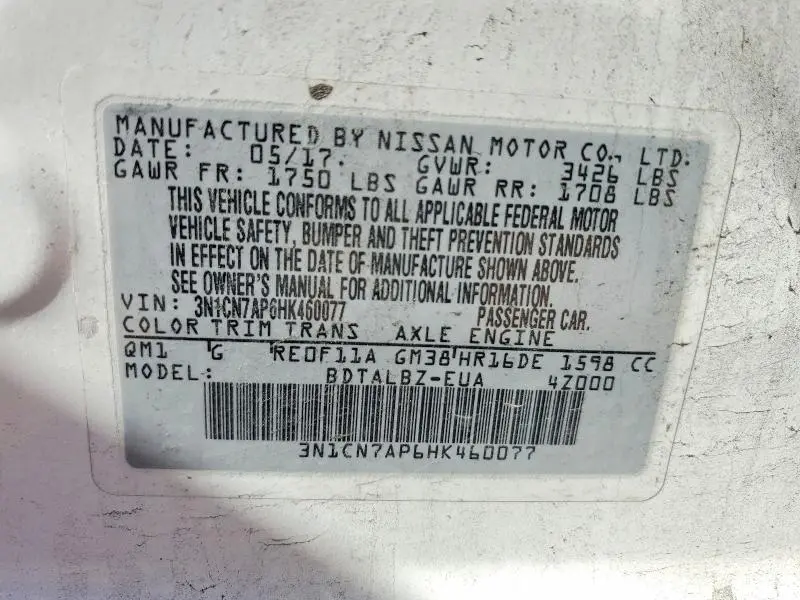 MANUFACTURED BY NISSAN MOTOR CO., LTD.
DATE: 05/17. GVWR: 3426 LBS
GAWR FR: 1750 LBS GAWR RR: 1708 LBS
THIS VEHICLE CONFORMS TO ALL APPLICABLE FEDERAL MOTOR
VEHICLE SAFETY, BUMPER AND THEFT PREVENTION STANDARDS
IN EFFECT ON THE DATE OF MANUFACTURE SHOWN ABOVE.
SEE OWNER'S MANUAL FOR ADDITIONAL INFORMATION.
VIN: 3N1CN7AP6HK460077 PASSENGER CAR.
COLOR TRIM TRANS AXLE ENGINE
QM1 G RE0F11A GM38 HR16DE 1598 CC
MODEL: BDTALBZ-EUA 4Z000
3N1CN7AP6HK460077